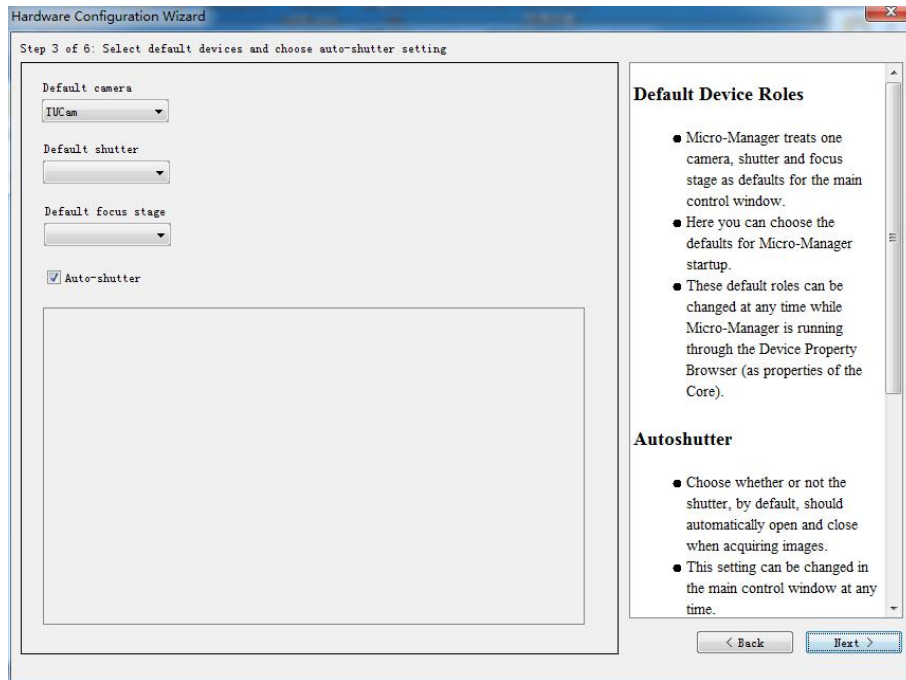 Hardware Configuration Wizard
Step 3 of 6: Select default devices and choose auto-shutter setting
Default camera
TUCam
Default shutter
Default focus stage
Auto-shutter
Default Device Roles
Micro-Manager treats one
camera, shutter and focus
stage as defaults for the main
control window.
Here you can choose the
defaults for Micro-Manager
startup.
These default roles can be
changed at any time while
Micro-Manager is running
through the Device Property
Browser (as properties of the
Core).
Autoshutter
Choose whether or not the
shutter, by default, should
automatically open and close
when acquiring images.
This setting can be changed in
the main control window at any
time.
< Back
Next >